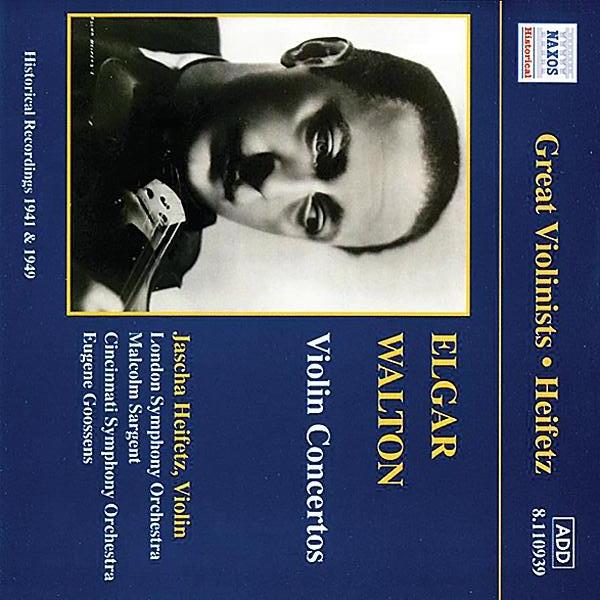 NAXOS
Historical
Great Violinists • Heifetz
ADD
8.110939
ELGAR
WALTON
Violin Concertos
Jascha Heifetz, Violin
London Symphony Orchestra
Malcolm Sargent
Cincinnati Symphony Orchestra
Eugene Goossens
Historical Recordings 1941 & 1949